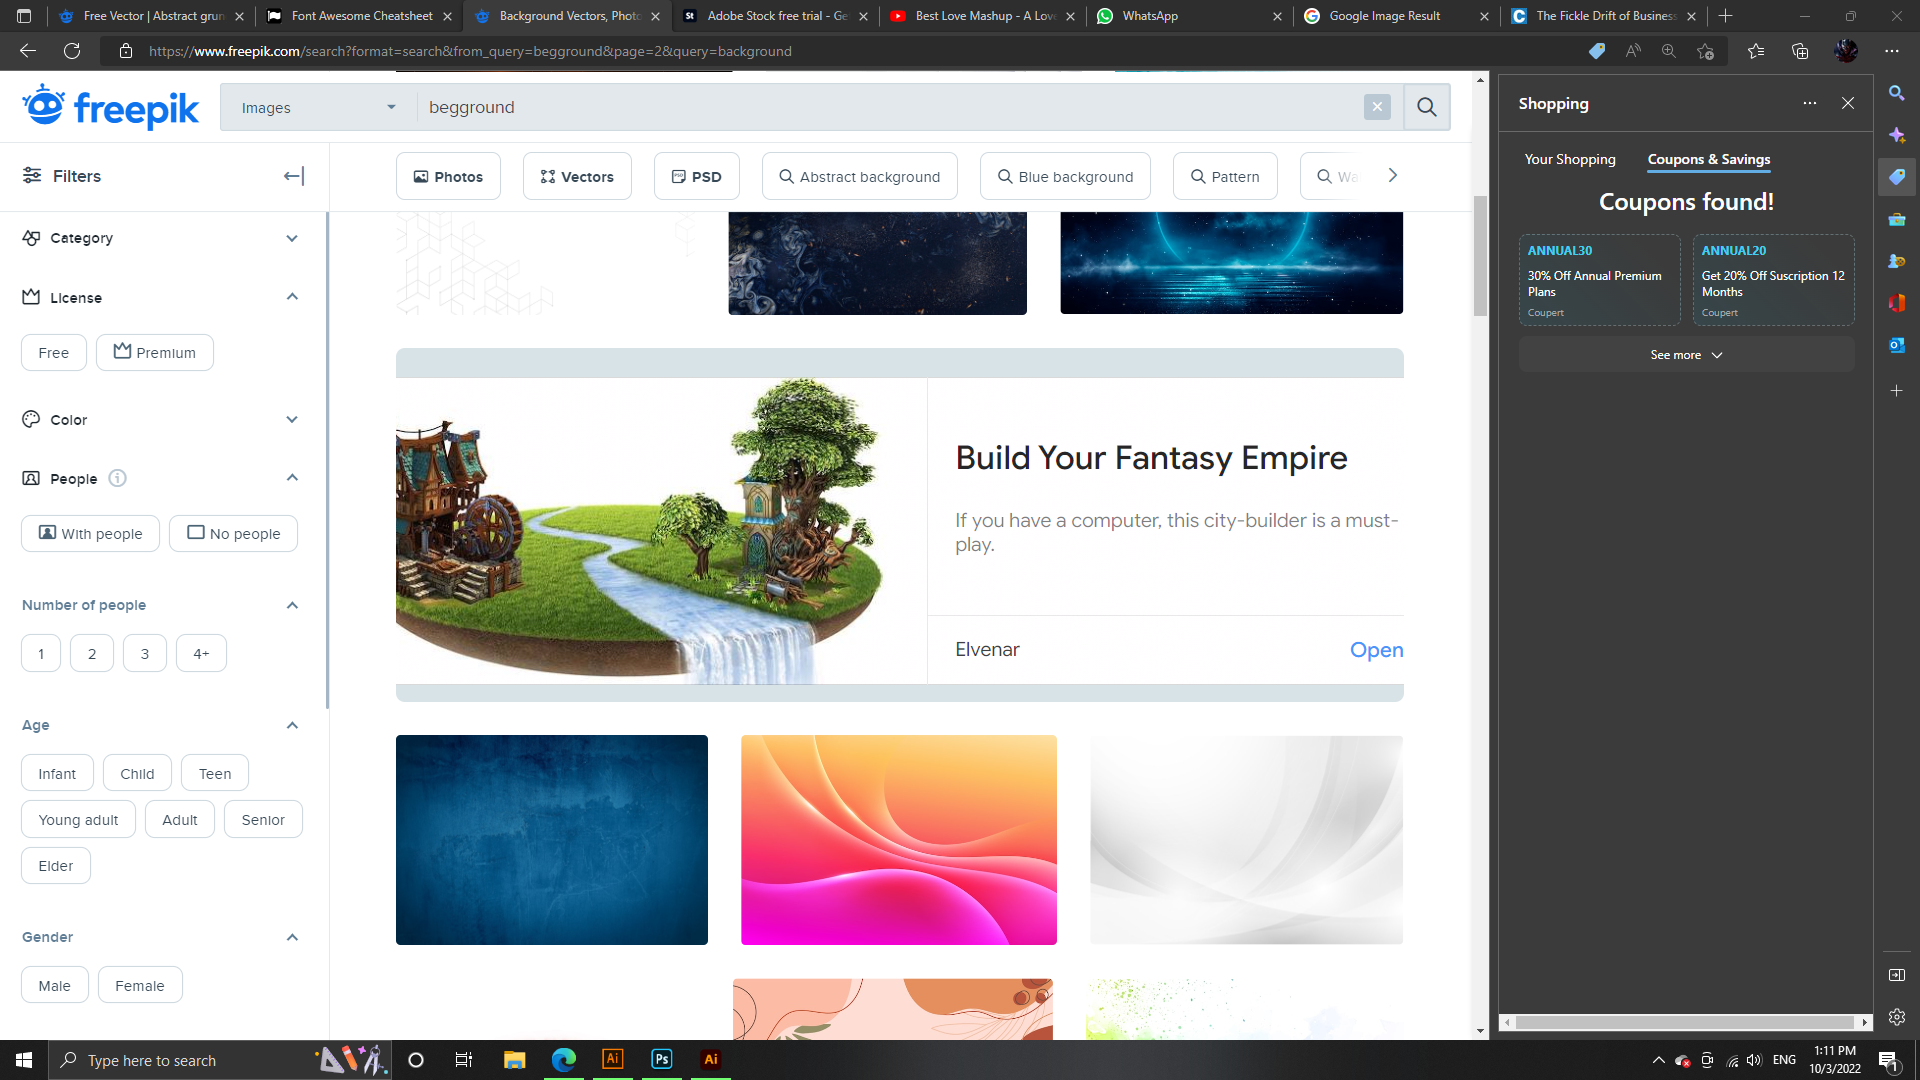 Free Vector | Abstract grun
Font Awesome Cheatsheet
Background Vectors, Photo
St
Adobe Stock free trial - Ge
Best Love Mashup - A Love
WhatsApp
Google Image Result
The Fickle Drift of Business
https://www.freepik.com/search?format=search&from_query=begground&page=2&query=background
freepik
Images
begground
Filters
Photos
Vectors
PSD
Abstract background
Blue background
Pattern
Category
License
Free
Premium
Color
People
With people
No people
Number of people
1
2
3
4+
Age
Infant
Child
Teen
Young adult
Adult
Senior
Elder
Gender
Male
Female
Build Your Fantasy Empire
If you have a computer, this city-builder is a must-
play.
Elvenar
Open
Shopping
Your Shopping
Coupons & Savings
Coupons found!
ANNUAL30
30% Off Annual Premium
Plans
Coupert
ANNUAL20
Get 20% Off Suscription 12
Months
Coupert
See more
Type here to search
Ai
Ps
Ai
ENG
1:11 PM
10/3/2022
1